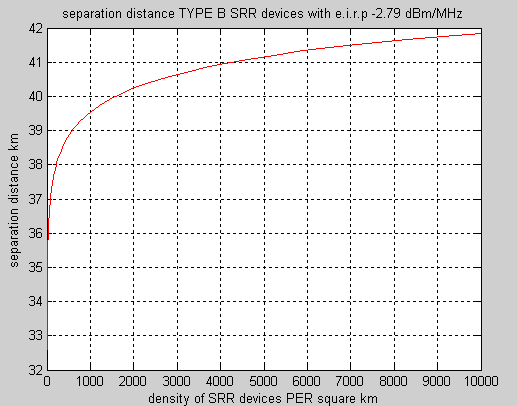 separation distance TYPE B SRR devices with e.i.r.p -2.79 dBm/MHz
42
41
40
39
38
37
36
35
34
33
32
separation distance km
0 1000 2000 3000 4000 5000 6000 7000 8000 9000 10000
density of SRR devices PER square km